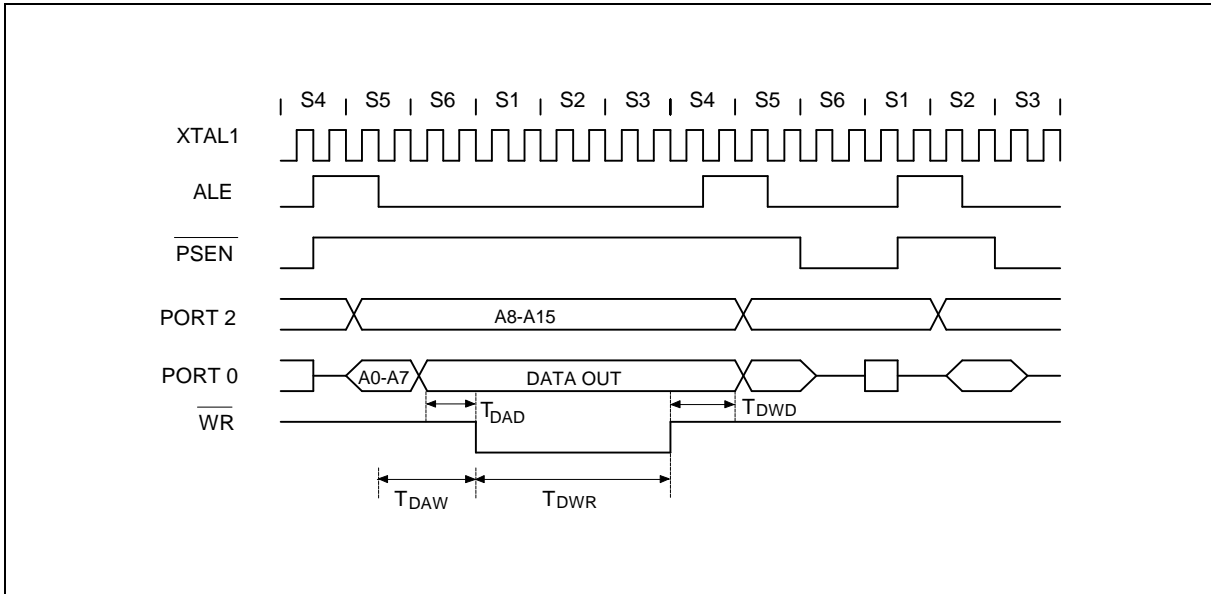 S4 S5 S6 S1 S2 S3 S4 S5 S6 S1 S2 S3
XTAL1
ALE
PSEN
PORT 2
A8-A15
PORT 0
A0-A7
DATA OUT
TDAD
TDWD
WR
TDAW
TDWR